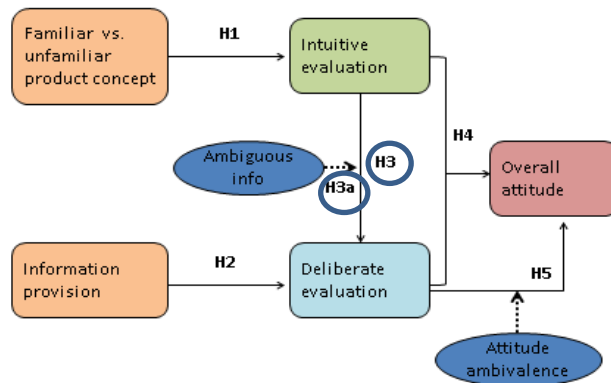 Familiar vs.
unfamiliar
product concept
H1
Intuitive
evaluation
Ambiguous
info
H3
H3a
H4
Overall
attitude
Information
provision
H2
Deliberate
evaluation
H5
Attitude
ambivalence